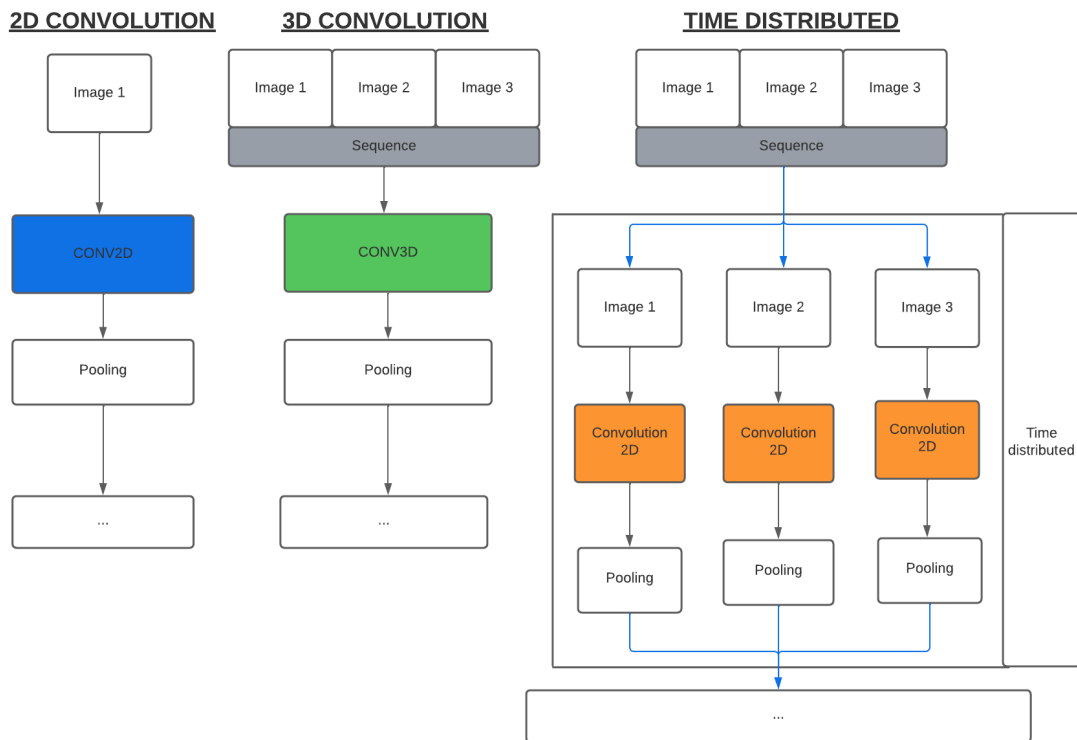 2D CONVOLUTION
Image 1
CONV2D
Pooling
...
3D CONVOLUTION
Image 1
Image 2
Image 3
Sequence
CONV3D
Pooling
...
TIME DISTRIBUTED
Image 1
Image 2
Image 3
Sequence
Image 1
Image 2
Image 3
Convolution
2D
Convolution
2D
Convolution
2D
Pooling
Pooling
Pooling
Time
distributed
...